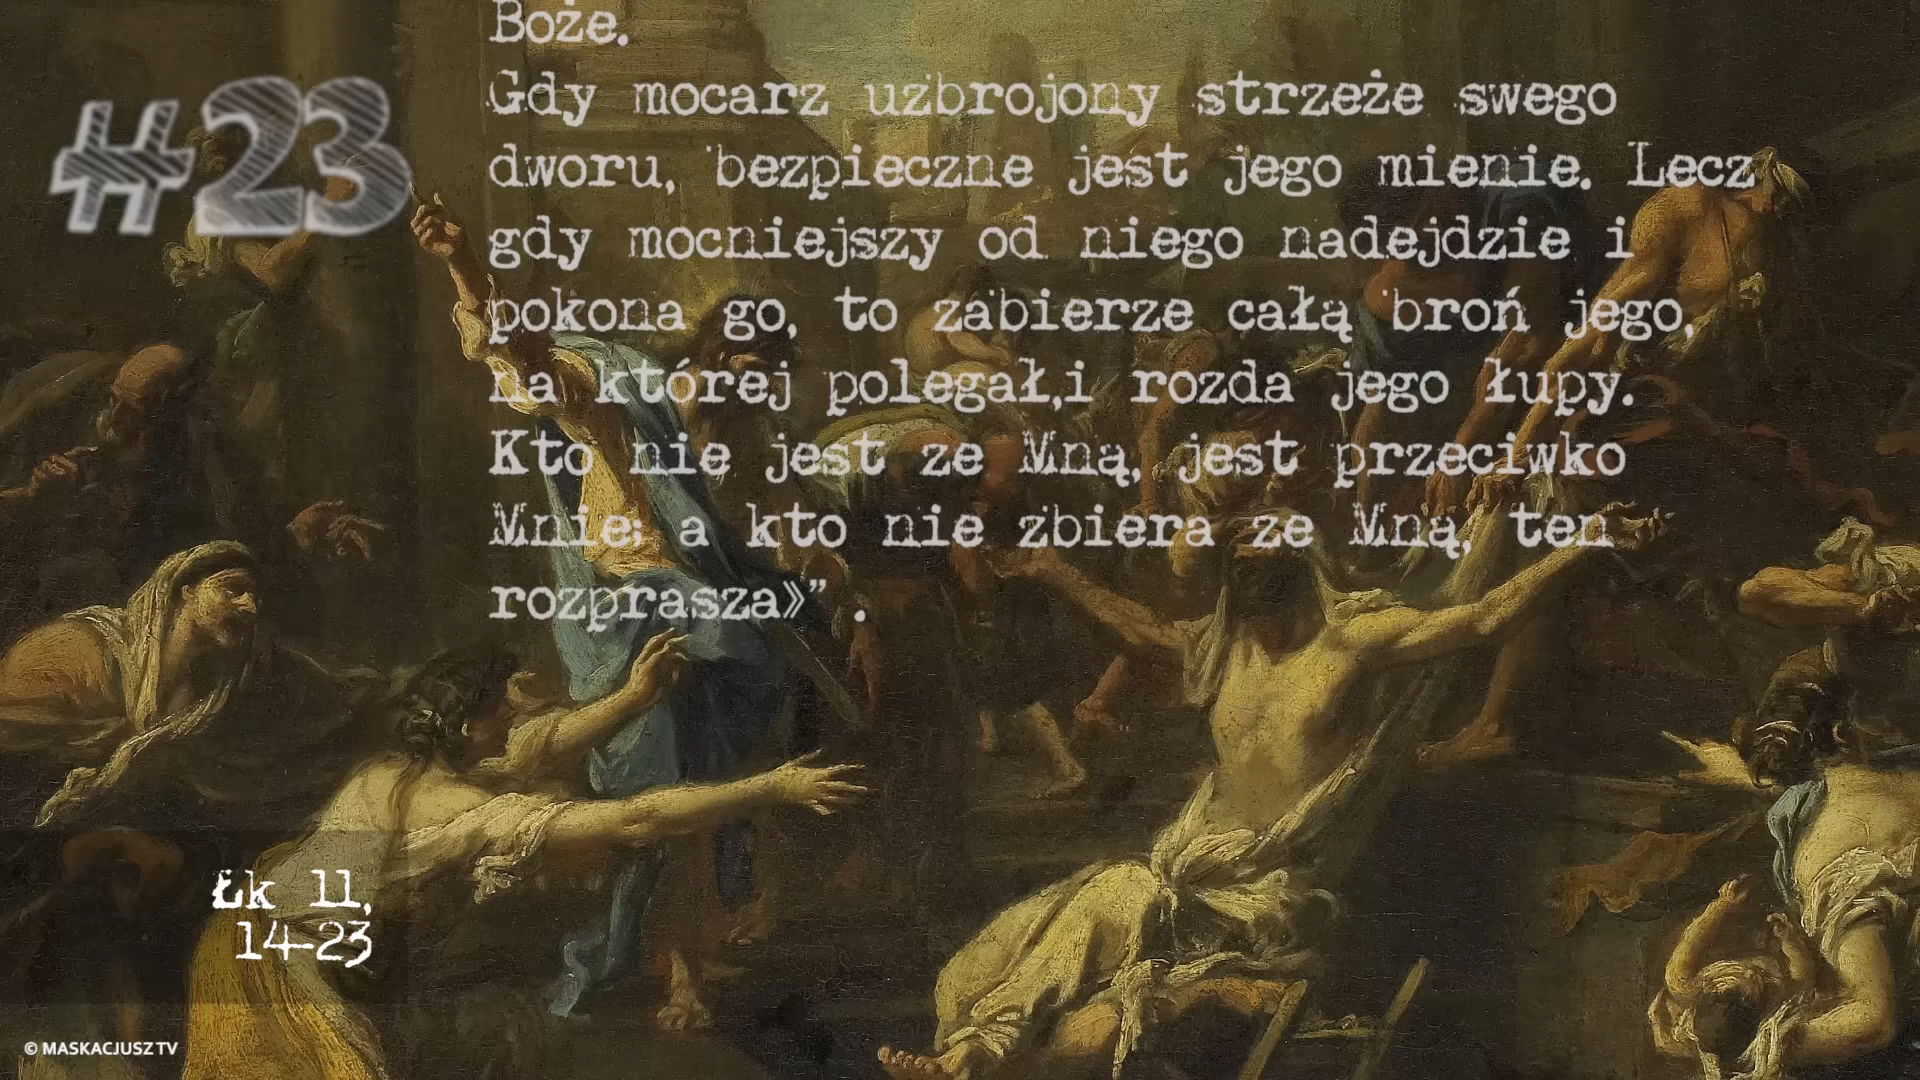 #23
Boże.
Gdy mocarz uzbrojony strzeże swego
dworu, bezpieczne jest jego mienie. Lecz
gdy mocniejszy od niego nadejdzie i
pokona go, to zabierze całą broń jego,
na której polegał,i rozda jego łupy.
Kto nie jest ze Mną, jest przeciwko
Mnie; a kto nie zbiera ze Mną, ten
rozprasza》”.
Łk 11,
14-23
© MASKACJUSZ TV